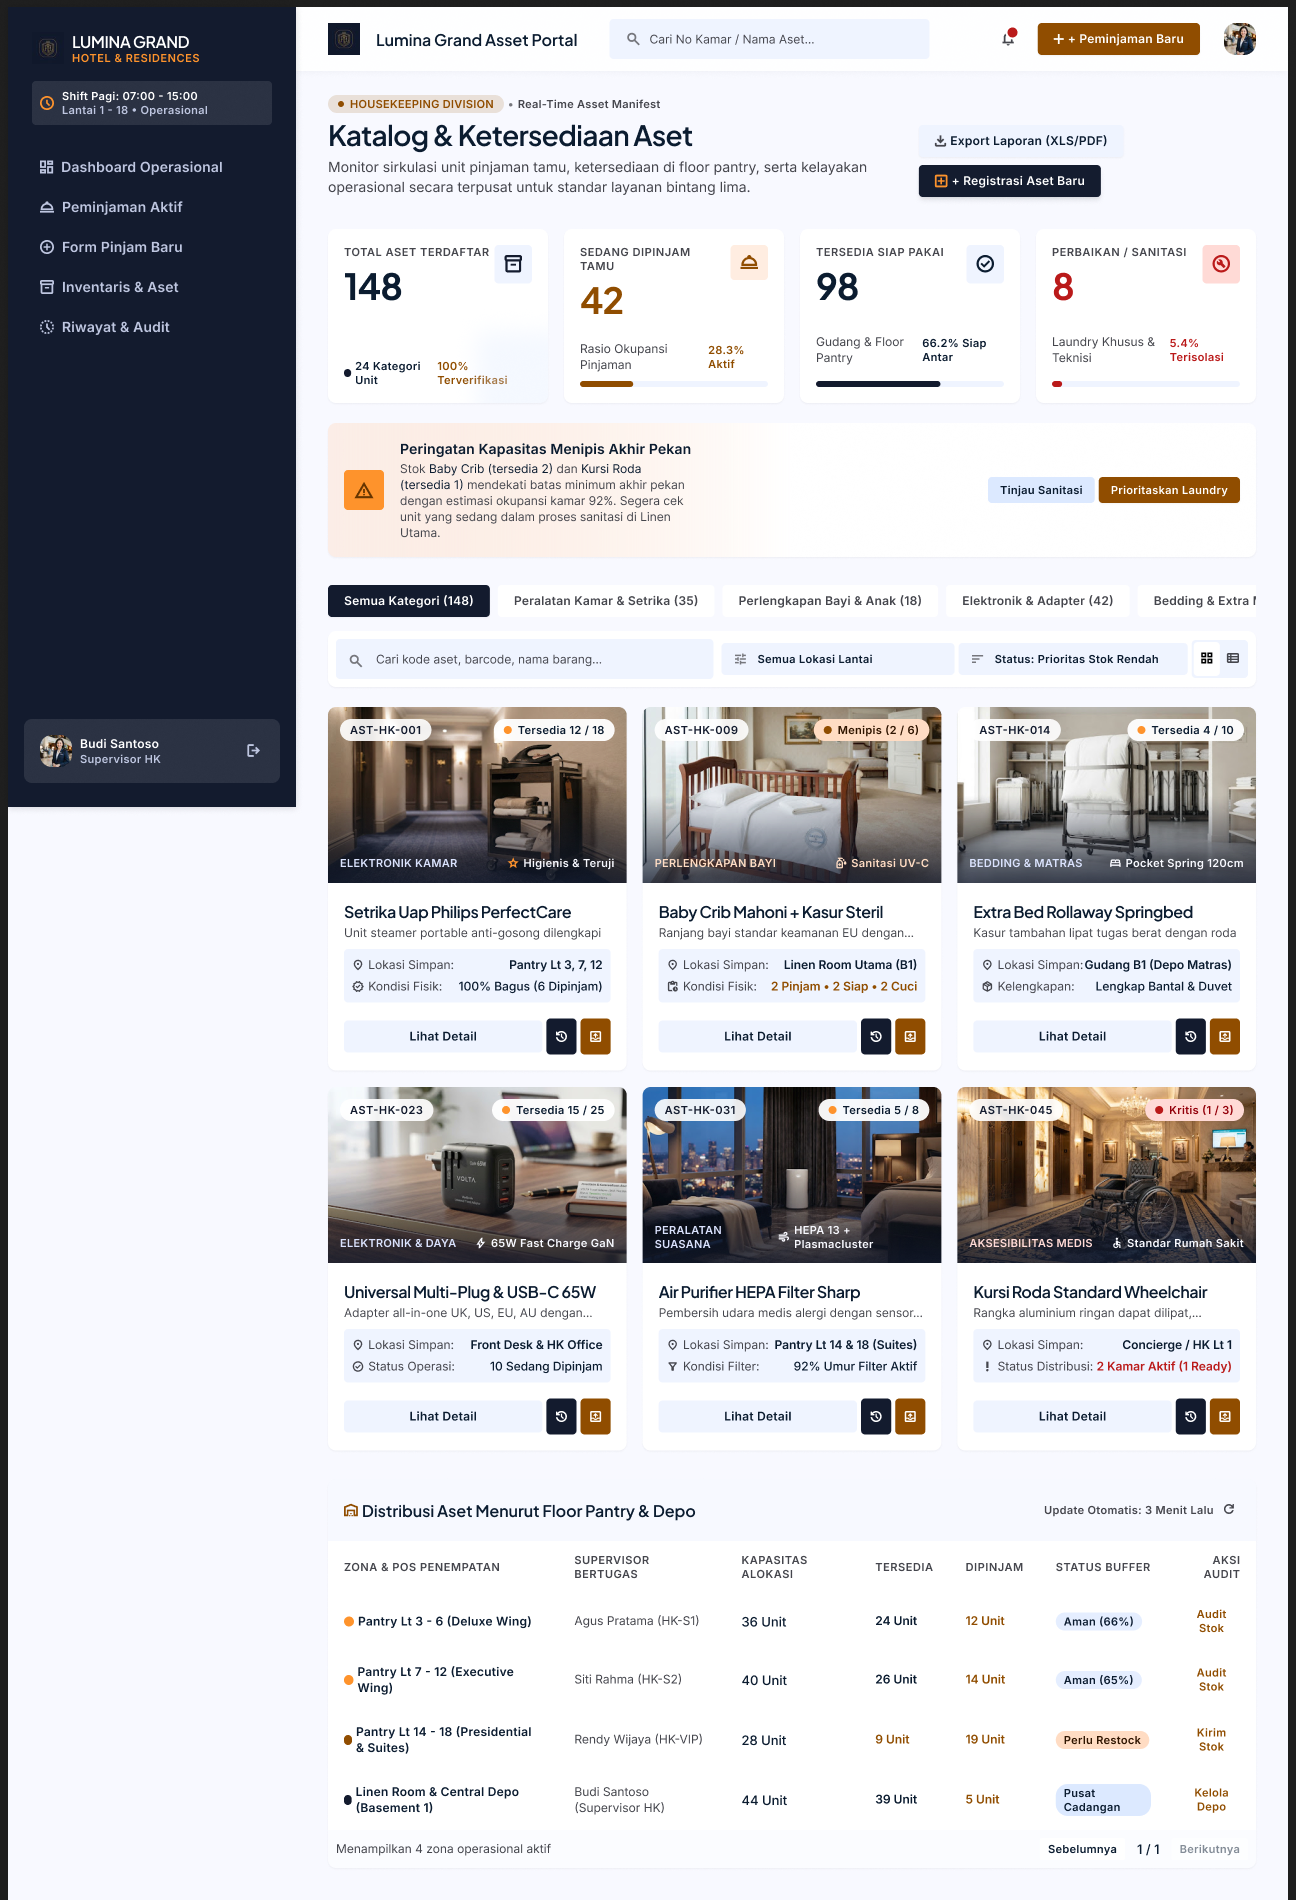 LUMINA GRAND
HOTEL & RESIDENCES
Shift Pagi: 07:00 - 15:00
Lantai 1 - 18 • Operasional
Dashboard Operasional
Peminjaman Aktif
Form Pinjam Baru
Inventaris & Aset
Riwayat & Audit
Budi Santoso
Supervisor HK
Lumina Grand Asset Portal
Cari No Kamar / Nama Aset...
+ Peminjaman Baru
HOUSEKEEPING DIVISION
• Real-Time Asset Manifest
Katalog & Ketersediaan Aset
Monitor sirkulasi unit pinjaman tamu, ketersediaan di floor pantry, serta kelayakan
operasional secara terpusat untuk standar layanan bintang lima.
Export Laporan (XLS/PDF)
+ Registrasi Aset Baru
TOTAL ASET TERDAFTAR
148
24 Kategori
Unit
100%
Terverifikasi
SEDANG DIPINJAM
TAMU
42
Rasio Okupansi
Pinjaman
28.3%
Aktif
TERSEDIA SIAP PAKAI
98
Gudang & Floor
Pantry
66.2% Siap
Antar
PERBAIKAN / SANITASI
8
Laundry Khusus &
Teknisi
5.4%
Terisolasi
Peringatan Kapasitas Menipis Akhir Pekan
Stok Baby Crib (tersedia 2) dan Kursi Roda
(tersedia 1) mendekati batas minimum akhir pekan
dengan estimasi okupansi kamar 92%. Segera cek
unit yang sedang dalam proses sanitasi di Linen
Utama.
Tinjau Sanitasi
Prioritaskan Laundry
Semua Kategori (148)
Peralatan Kamar & Setrika (35)
Perlengkapan Bayi & Anak (18)
Elektronik & Adapter (42)
Bedding & Extra
Cari kode aset, barcode, nama barang...
Semua Lokasi Lantai
Status: Prioritas Stok Rendah
AST-HK-001
Tersedia 12 / 18
ELEKTRONIK KAMAR
Higienis & Teruji
Setrika Uap Philips PerfectCare
Unit steamer portable anti-gosong dilengkapi
Lokasi Simpan:
Pantry Lt 3, 7, 12
Kondisi Fisik:
100% Bagus (6 Dipinjam)
Lihat Detail
AST-HK-009
Menipis (2 / 6)
PERLENGKAPAN BAYI
Sanitasi UV-C
Baby Crib Mahoni + Kasur Steril
Ranjang bayi standar keamanan EU dengan...
Lokasi Simpan:
Linen Room Utama (B1)
Kondisi Fisik:
2 Pinjam • 2 Siap • 2 Cuci
Lihat Detail
AST-HK-014
Tersedia 4 / 10
BEDDING & MATRAS
Pocket Spring 120cm
Extra Bed Rollaway Springbed
Kasur tambahan lipat tugas berat dengan roda
Lokasi Simpan:
Gudang B1 (Depo Matras)
Kelengkapan:
Lengkap Bantal & Duvet
Lihat Detail
AST-HK-023
Tersedia 15 / 25
VOLTA
ELEKTRONIK & DAYA
65W Fast Charge GaN
Universal Multi-Plug & USB-C 65W
Adapter all-in-one UK, US, EU, AU dengan...
Lokasi Simpan:
Front Desk & HK Office
Status Operasi:
10 Sedang Dipinjam
Lihat Detail
AST-HK-031
Tersedia 5 / 8
PERALATAN
SUASANA
HEPA 13 +
Plasmacluster
Air Purifier HEPA Filter Sharp
Pembersih udara medis alergi dengan sensor...
Lokasi Simpan:
Pantry Lt 14 & 18 (Suites)
Kondisi Filter:
92% Umur Filter Aktif
Lihat Detail
AST-HK-045
Kritis (1 / 3)
AKSESIBILITAS MEDIS
Standar Rumah Sakit
Kursi Roda Standard Wheelchair
Rangka aluminium ringan dapat dilipat,...
Lokasi Simpan:
Concierge / HK Lt 1
Status Distribusi:
2 Kamar Aktif (1 Ready)
Lihat Detail
Distribusi Aset Menurut Floor Pantry & Depo
Update Otomatis: 3 Menit Lalu
ZONA & POS PENEMPATAN
SUPERVISOR
BERTUGAS
KAPASITAS
ALOKASI
TERSEDIA
DIPINJAM
STATUS BUFFER
AKSI
AUDIT
Pantry Lt 3 - 6 (Deluxe Wing)
Agus Pratama (HK-S1)
36 Unit
24 Unit
12 Unit
Aman (66%)
Audit
Stok
Pantry Lt 7 - 12 (Executive
Wing)
Siti Rahma (HK-S2)
40 Unit
26 Unit
14 Unit
Aman (65%)
Audit
Stok
Pantry Lt 14 - 18 (Presidential
& Suites)
Rendy Wijaya (HK-VIP)
28 Unit
9 Unit
19 Unit
Perlu Restock
Kirim
Stok
Linen Room & Central Depo
(Basement 1)
Budi Santoso
(Supervisor HK)
44 Unit
39 Unit
5 Unit
Pusat
Cadangan
Kelola
Depo
Menampilkan 4 zona operasional aktif
Sebelumnya
1 / 1
Berikutnya